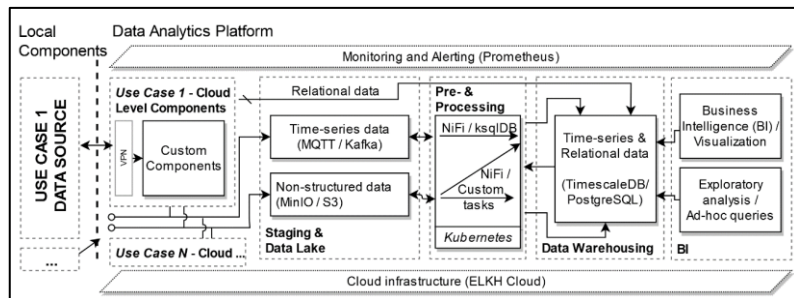 Local
Components
Data Analytics Platform
Monitoring and Alerting (Prometheus)
USE CASE 1
DATA SOURCE
...
Use Case 1 - Cloud
Level Components
VPN
Custom
Components
Use Case N - Cloud ...
Relational data
Time-series data
(MQTT / Kafka)
Non-structured data
(MinIO / S3)
Staging &
Data Lake
Pre- &
Processing
NiFi / ksqlDB
NiFi /
Custom
tasks
Kubernetes
Time-series &
Relational data
(TimescaleDB/
PostgreSQL)
Data Warehousing
Business
Intelligence (BI) /
Visualization
Exploratory
analysis /
Ad-hoc queries
BI
Cloud infrastructure (ELKH Cloud)